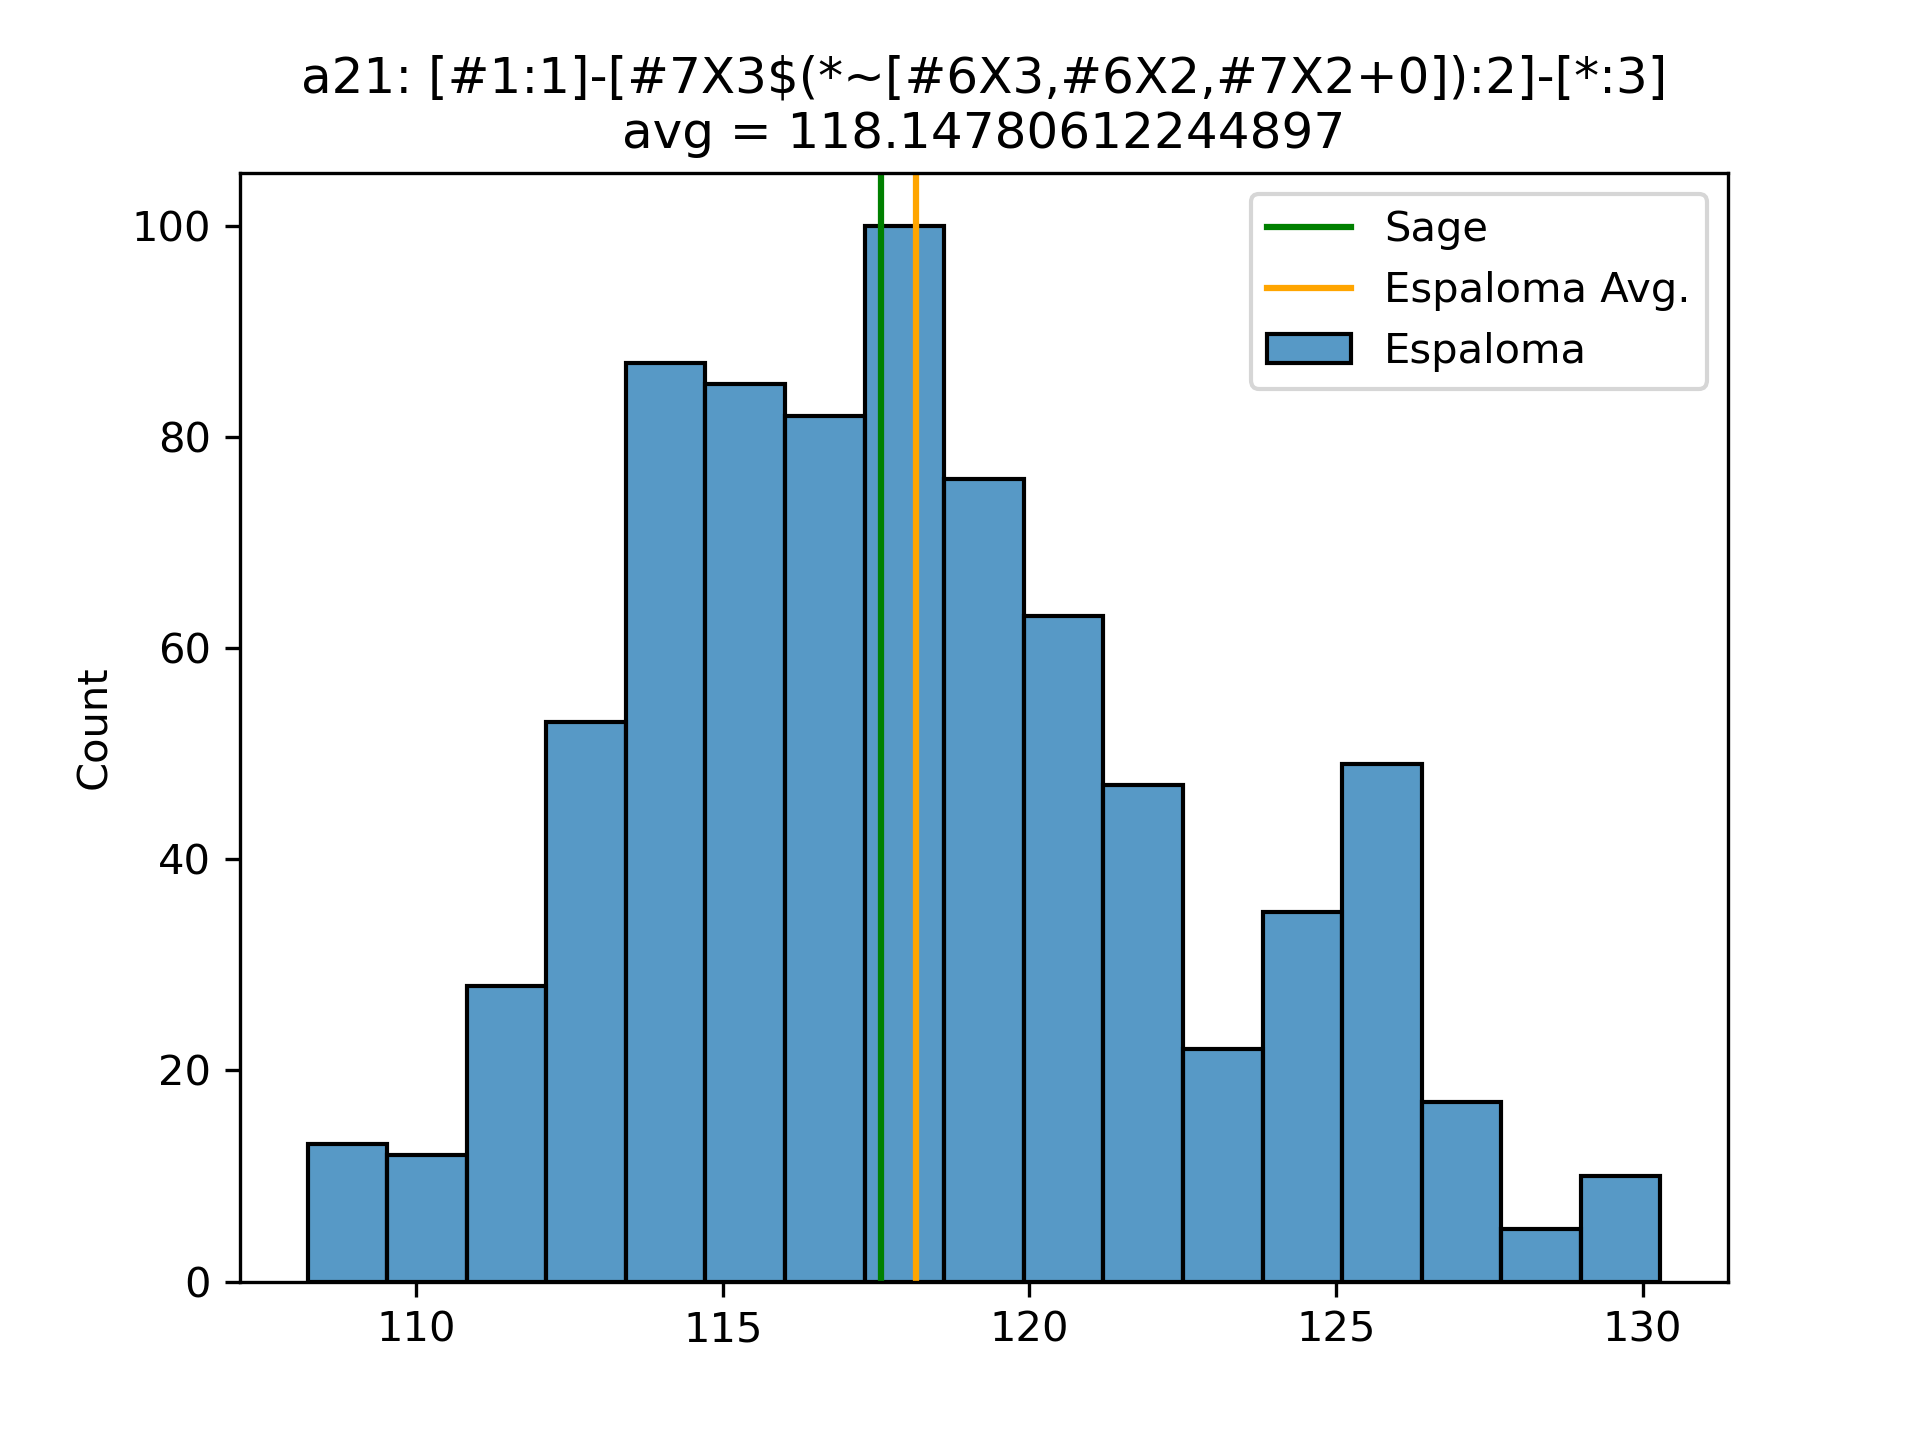 a21: [#1:1]-[#7X3$(*~[#6X3,#6X2,#7X2+0]):2]-[*:3]
avg = 118.14780612244897
Sage
Espaloma Avg.
Espaloma
Count
100
80
60
40
20
0
110 115 120 125 130